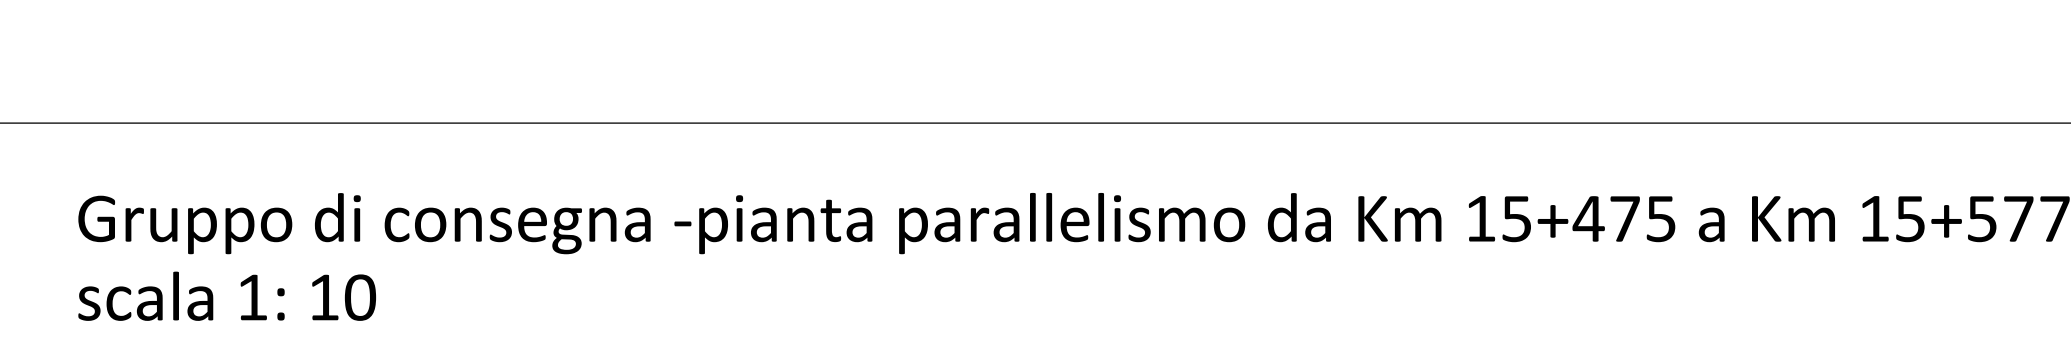 Gruppo di consegna -pianta parallelismo da Km 15+475 a Km 15+577
scala 1: 10